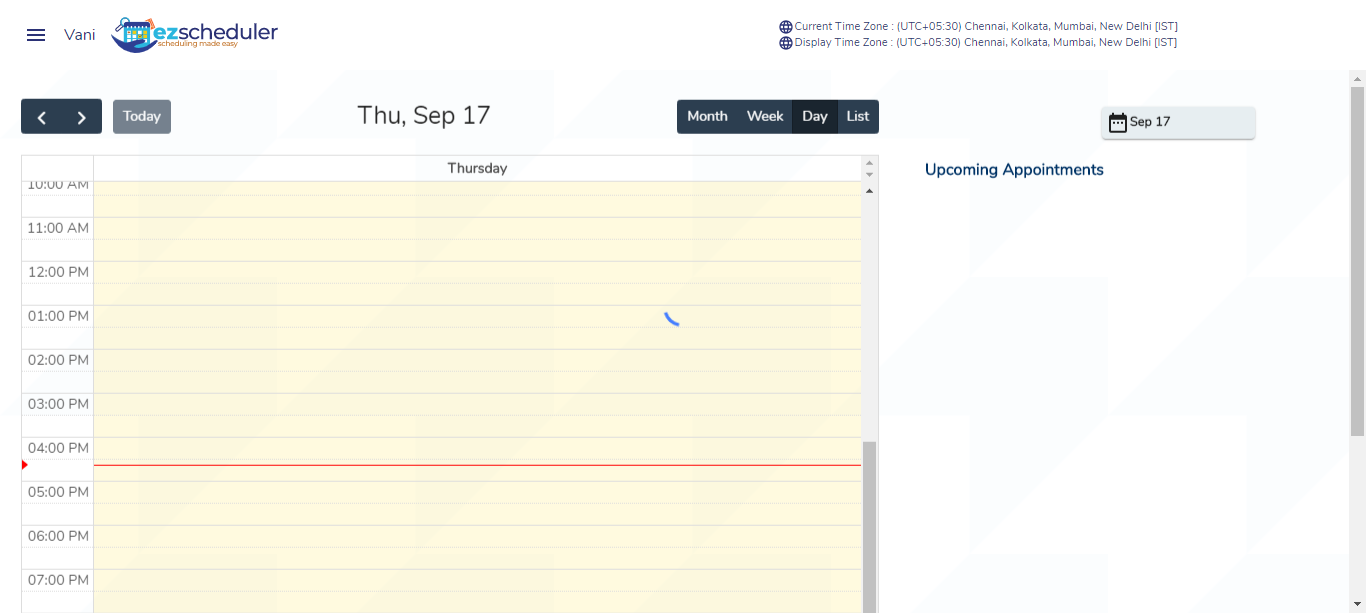 Vani
ezscheduler
scheduling made easy
Current Time Zone : (UTC+05:30) Chennai, Kolkata, Mumbai, New Delhi [IST]
Display Time Zone : (UTC+05:30) Chennai, Kolkata, Mumbai, New Delhi [IST]
Today
Thu, Sep 17
Month Week Day List
Sep 17
Thursday
Upcoming Appointments
10:00 AM
11:00 AM
12:00 PM
01:00 PM
02:00 PM
03:00 PM
04:00 PM
05:00 PM
06:00 PM
07:00 PM